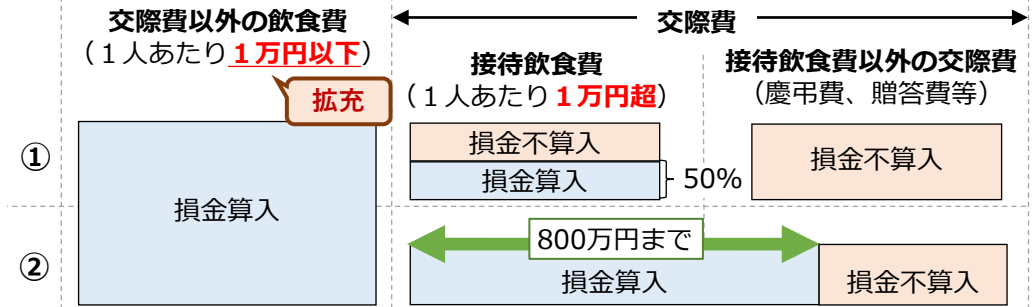 交際費以外の飲食費
（１人あたり１万円以下）
拡充
交際費
接待飲食費
（１人あたり１万円超）
接待飲食費以外の交際費
（慶弔費、贈答費等）
①
損金算入
損金不算入
損金算入
50%
損金不算入
②
800万円まで
損金算入
損金不算入